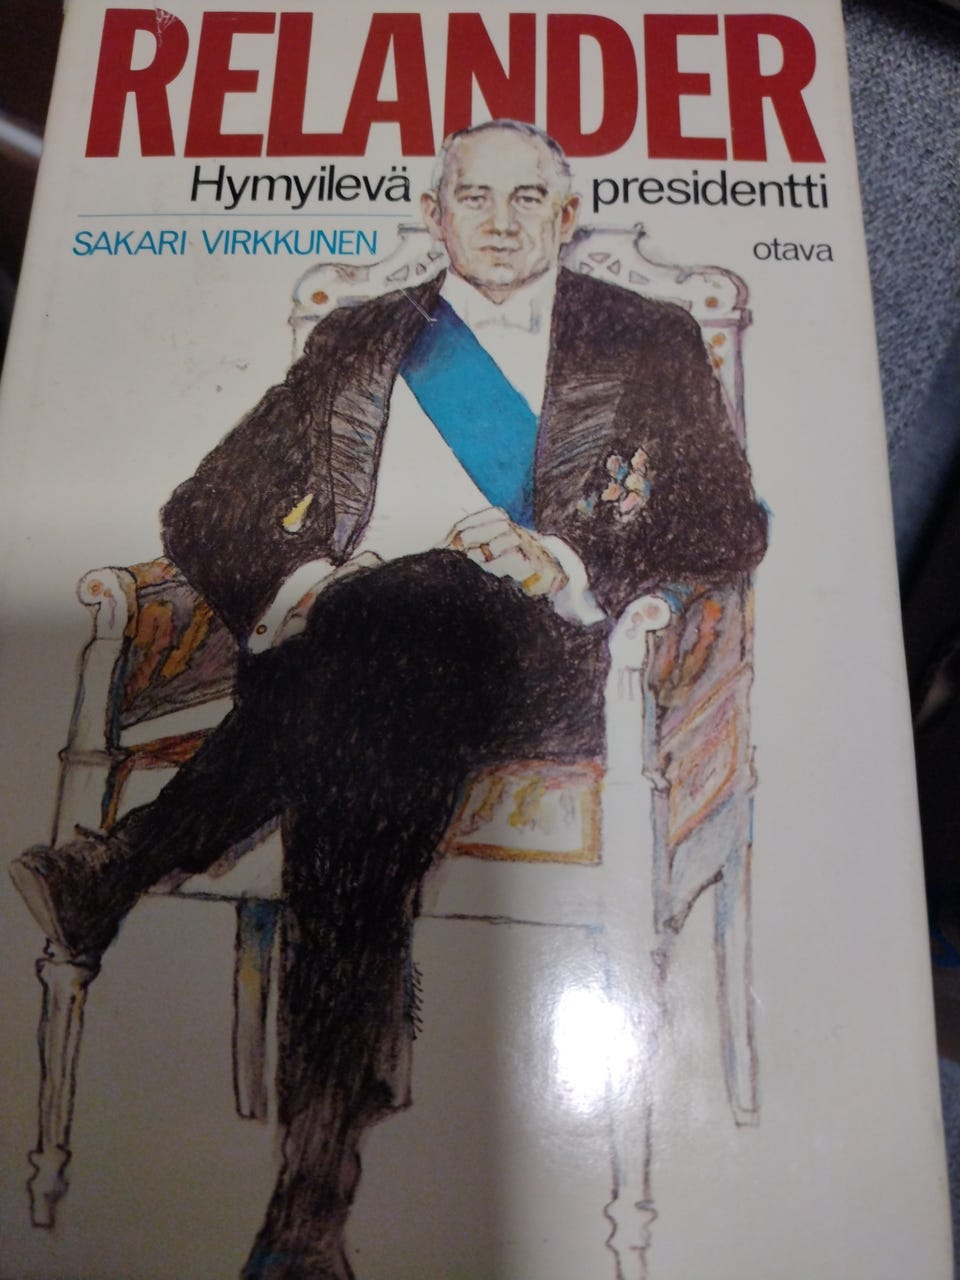 RELANDER
Hymyilevä presidentti
SAKARI VIRKKUNEN
otava